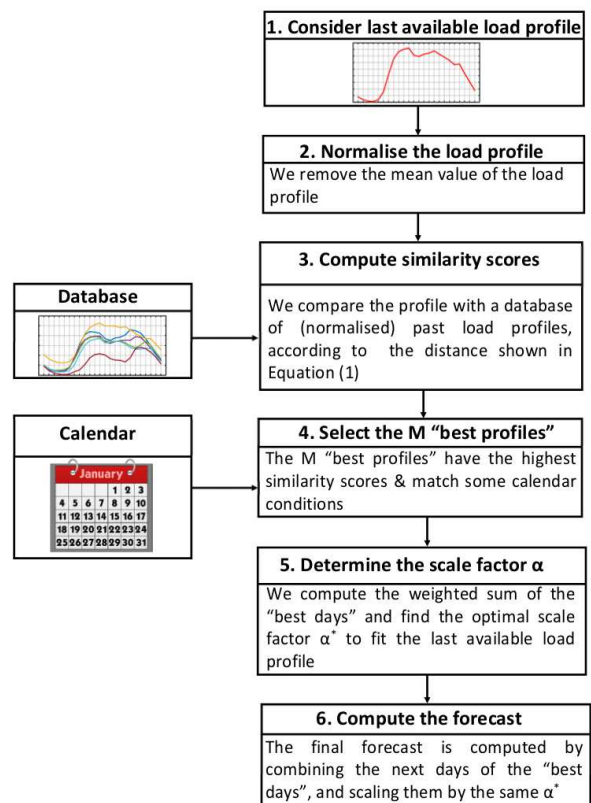 1. Consider last available load profile
2. Normalise the load profile
We remove the mean value of the load
profile
3. Compute similarity scores
We compare the profile with a database
of (normalised) past load profiles,
according to the distance shown in
Equation (1)
Database
Calendar
January
1 2 3
4 5 6 7 8 9 10
11 12 13 14 15 16 17
18 19 20 21 22 23 24
25 26 27 28 29 30 31
4. Select the M “best profiles”
The M “best profiles” have the highest
similarity scores & match some calendar
conditions
5. Determine the scale factor α
We compute the weighted sum of the
“best days” and find the optimal scale
factor α* to fit the last available load
profile
6. Compute the forecast
The final forecast is computed by
combining the next days of the “best
days”, and scaling them by the same α*